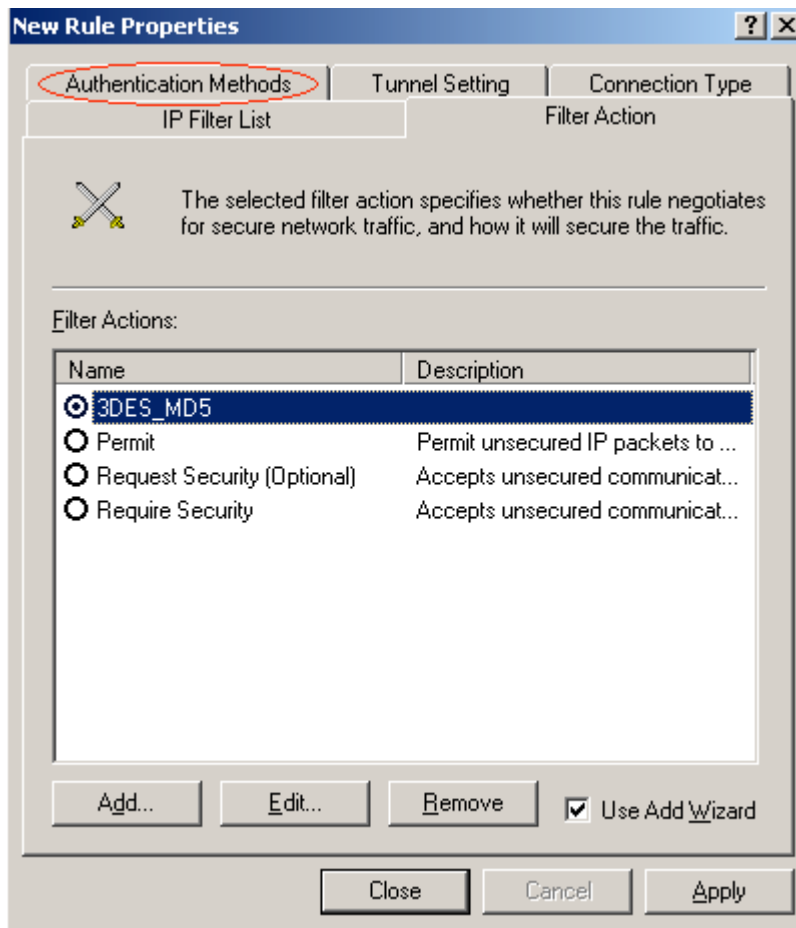 New Rule Properties
Authentication Methods Tunnel Setting Connection Type
IP Filter List Filter Action
The selected filter action specifies whether this rule negotiates
for secure network traffic, and how it will secure the traffic.
Filter Actions:
Name Description
3DES_MD5
Permit Permit unsecured IP packets to ...
Request Security (Optional) Accepts unsecured communicat...
Require Security Accepts unsecured communicat...
Add... Edit... Remove Use Add Wizard
Close Cancel Apply